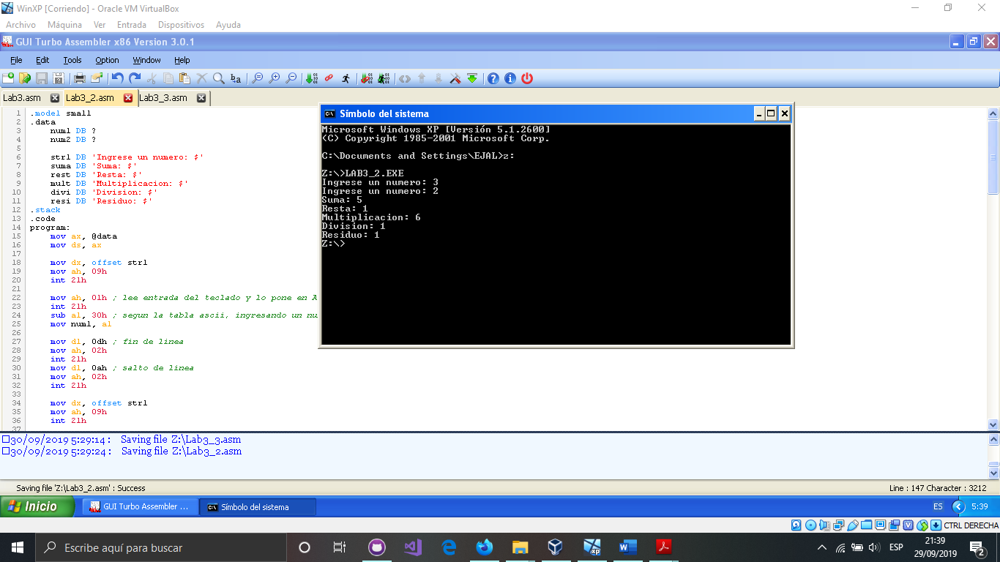 WinXP [Corriendo] - Oracle VM VirtualBox
Archivo Máquina Ver Entrada Dispositivos Ayuda
GUI Turbo Assembler x86 Version 3.0.1
File Edit Tools Option Window Help
Lab3.asm Lab3_2.asm Lab3_3.asm
1 .model small
2 .data
3 num1 DB ?
4 num2 DB ?
5
6 str1 DB 'Ingrese un numero: $'
7 suma DB 'Suma: $'
8 rest DB 'Resta: $'
9 mult DB 'Multiplicacion: $'
10 divi DB 'Division: $'
11 resi DB 'Residuo: $'
12 .stack
13 .code
14 program:
15 mov ax, @data
16 mov ds, ax
17
18 mov dx, offset str1
19 mov ah, 09h
20 int 21h
21
22 mov ah, 01h ; lee entrada del teclado y lo pone en A
23 int 21h
24 sub al, 30h ; segun la tabla ascii, ingresando un nu
25 mov num1, al
26
27 mov dl, 0dh ; fin de linea
28 mov ah, 02h
29 int 21h
30 mov dl, 0ah ; salto de linea
31 mov ah, 02h
32 int 21h
33
34 mov dx, offset str1
35 mov ah, 09h
36 int 21h
37
Símbolo del sistema
Microsoft Windows XP [Versión 5.1.2600]
(C) Copyright 1985-2001 Microsoft Corp.
C:\Documents and Settings\EJAL>z:
Z:\>LAB3_2.EXE
Ingrese un numero: 3
Ingrese un numero: 2
Suma: 5
Resta: 1
Multiplicacion: 6
Division: 1
Residuo: 1
Z:\>
30/09/2019 5:29:14 : Saving file Z:\Lab3_3.asm
30/09/2019 5:29:24 : Saving file Z:\Lab3_2.asm
Saving file 'Z:\Lab3_2.asm' : Success
Line : 147 Character : 3212
Inicio GUI Turbo Assembler ... Símbolo del sistema ES 5:39
CTRL DERECHA
Escribe aquí para buscar
ESP
21:39
29/09/2019
2